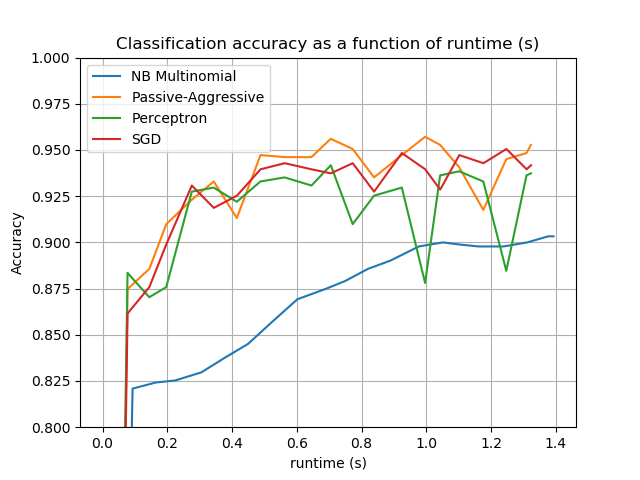 Classification accuracy as a function of runtime (s)
NB Multinomial
Passive-Aggressive
Perceptron
SGD
Accuracy
1.000
0.975
0.950
0.925
0.900
0.875
0.850
0.825
0.800
0.0 0.2 0.4 0.6 0.8 1.0 1.2 1.4
runtime (s)